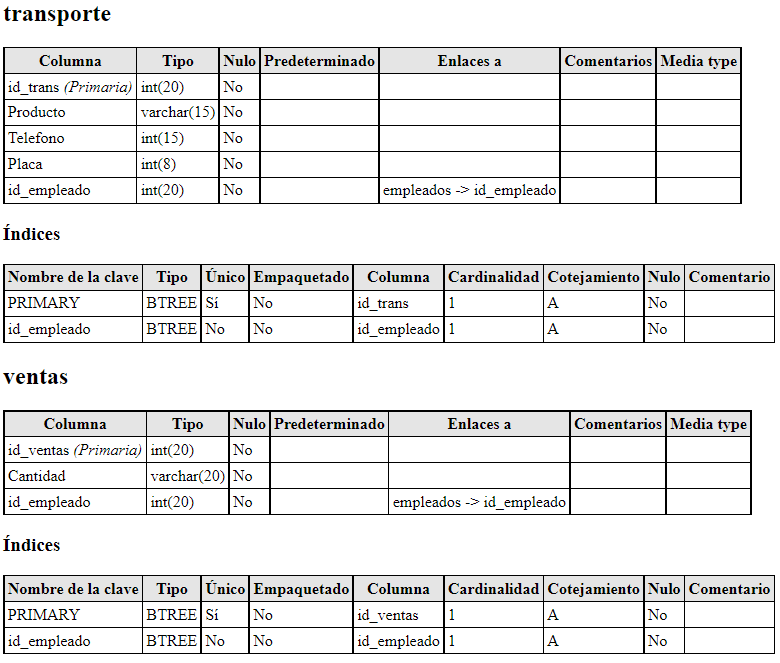 transporte
Columna Tipo Nulo Predeterminado Enlaces a Comentarios Media type
id_trans (Primaria) int(20) No
Producto varchar(15) No
Telefono int(15) No
Placa int(8) No
id_empleado int(20) No empleados -> id_empleado
Índices
Nombre de la clave Tipo Único Empaquetado Columna Cardinalidad Cotejamiento Nulo Comentario
PRIMARY BTREE Sí No id_trans 1 A No
id_empleado BTREE No No id_empleado 1 A No
ventas
Columna Tipo Nulo Predeterminado Enlaces a Comentarios Media type
id_ventas (Primaria) int(20) No
Cantidad varchar(20) No
id_empleado int(20) No empleados -> id_empleado
Índices
Nombre de la clave Tipo Único Empaquetado Columna Cardinalidad Cotejamiento Nulo Comentario
PRIMARY BTREE Sí No id_ventas 1 A No
id_empleado BTREE No No id_empleado 1 A No